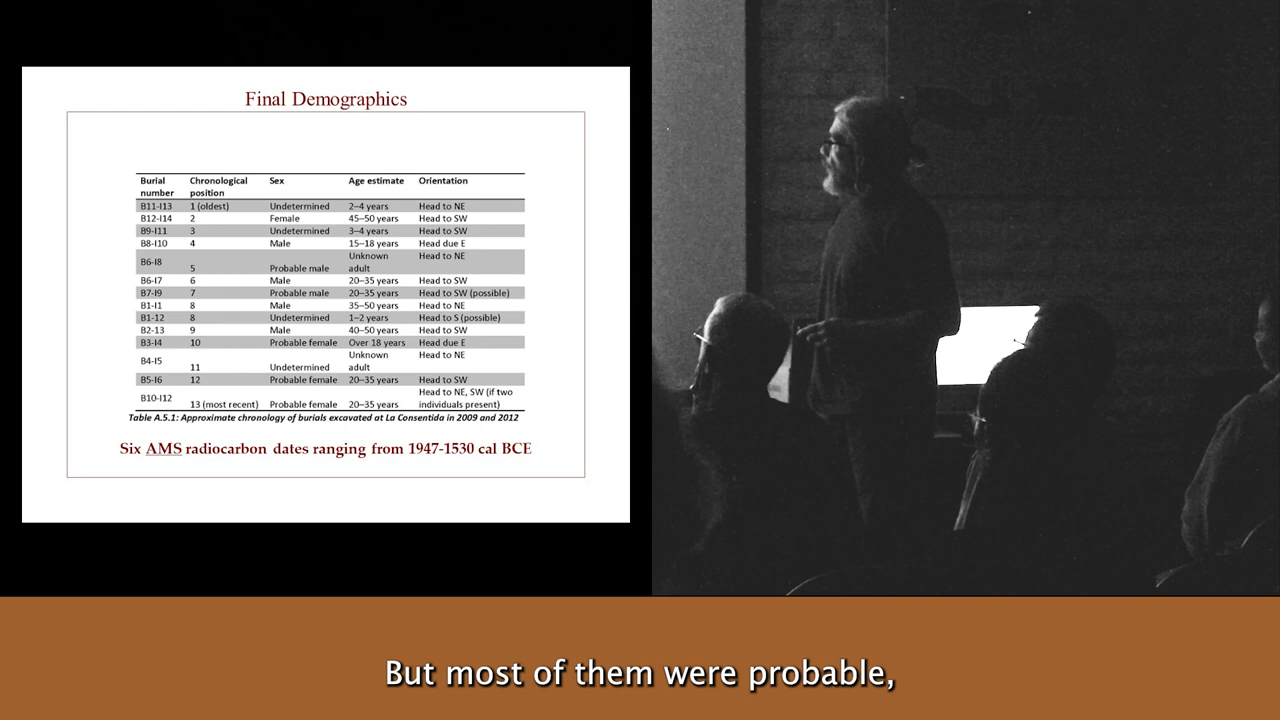 Final Demographics
Burial number Chronological position Sex Age estimate Orientation
B11-I13 1 (oldest) Undetermined 2–4 years Head to NE
B12-I14 2 Female 45–50 years Head to SW
B9-I11 3 Undetermined 3–4 years Head to SW
B8-I10 4 Male 15–18 years Head due E
B6-I8 5 Probable male Unknown adult Head to NE
B6-I7 6 Male 20–35 years Head to SW
B7-I9 7 Probable male 20–35 years Head to SW (possible)
B1-I1 8 Male 35–50 years Head to NE
B1-12 8 Undetermined 1–2 years Head to S (possible)
B2-13 9 Male 40–50 years Head to SW
B3-I4 10 Probable female Over 18 years Head due E
B4-I5 11 Undetermined Unknown adult Head to NE
B5-I6 12 Probable female 20–35 years Head to SW
B10-I12 13 (most recent) Probable female 20–35 years Head to NE, SW (if two individuals present)
Table A.5.1: Approximate chronology of burials excavated at La Consentida in 2009 and 2012
Six AMS radiocarbon dates ranging from 1947-1530 cal BCE
But most of them were probable,